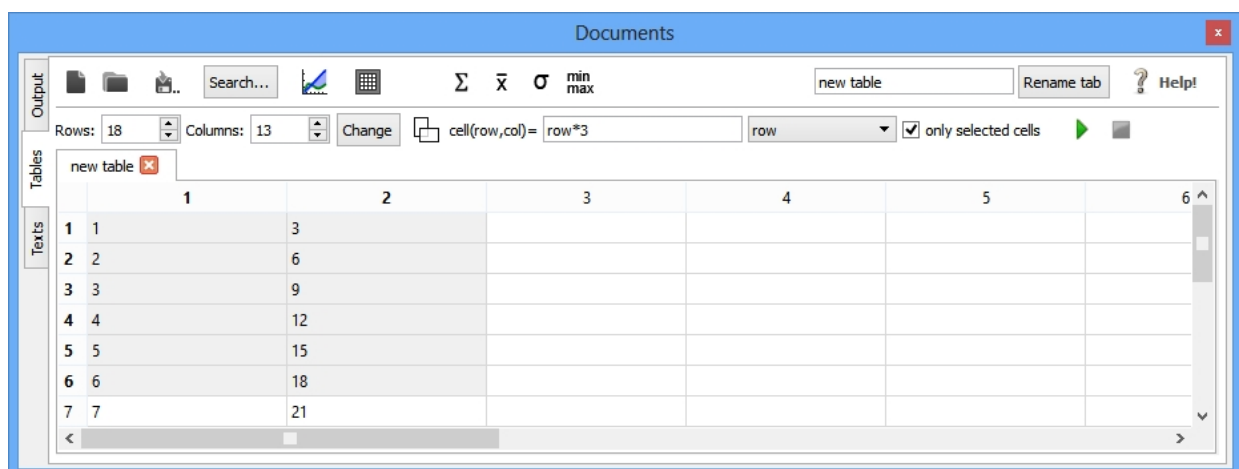 Documents
x
Output
Tables
Texts
Search... Σ x̄ σ min max new table Rename tab ? Help!
Rows: 18 Columns: 13 Change cell(row,col)= row*3 row only selected cells
new table
1 2 3 4 5 6
1 1 3
2 2 6
3 3 9
4 4 12
5 5 15
6 6 18
7 7 21